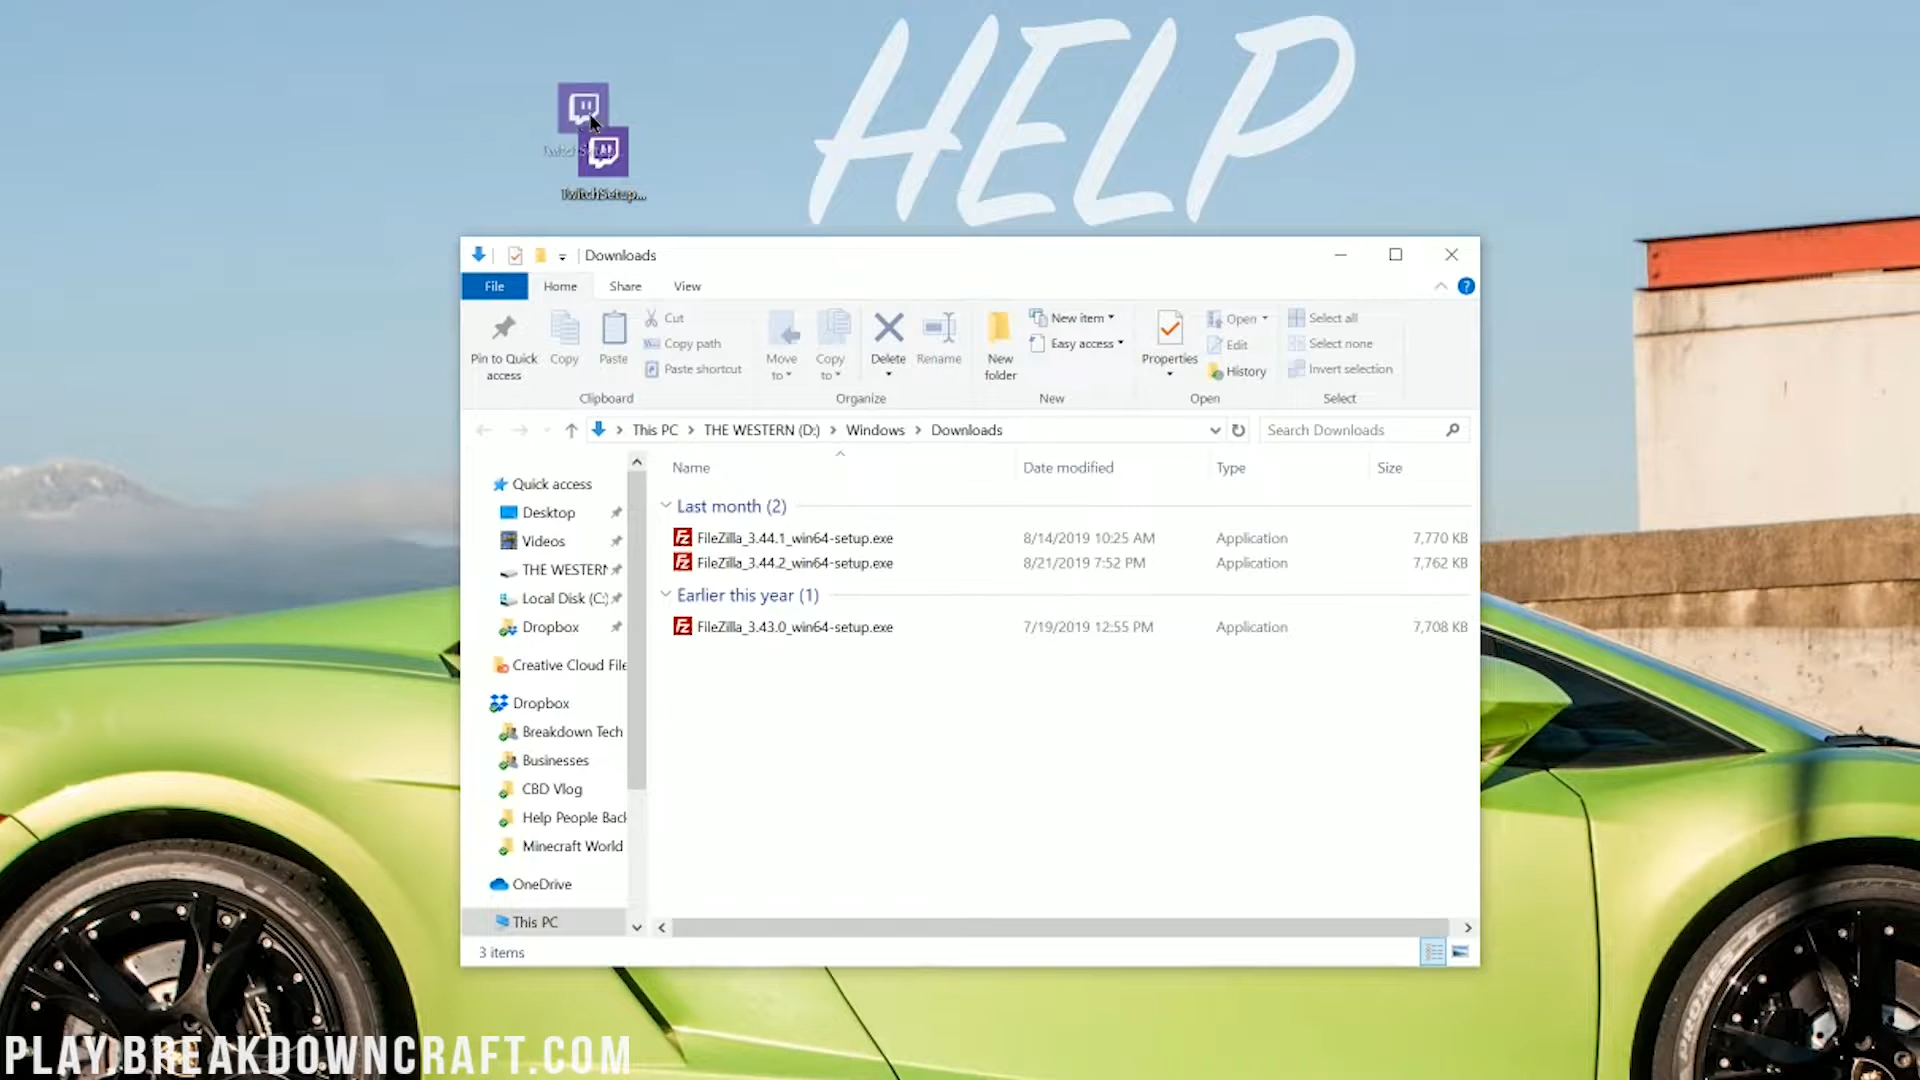 HELP
TwitchSetup...
Downloads
File Home Share View
Pin to Quick access
Copy
Paste
Cut
Copy path
Paste shortcut
Clipboard
Move to
Copy to
Delete
Rename
Organize
New folder
New item
Easy access
New
Properties
Open
Edit
History
Open
Select all
Select none
Invert selection
Select
This PC > THE WESTERN (D:) > Windows > Downloads
Search Downloads
Name Date modified Type Size
Quick access
Desktop
Videos
THE WESTERN
Local Disk (C:)
Dropbox
Creative Cloud File
Dropbox
Breakdown Tech
Businesses
CBD Vlog
Help People Back
Minecraft World
OneDrive
This PC
Last month (2)
FileZilla_3.44.1_win64-setup.exe 8/14/2019 10:25 AM Application 7,770 KB
FileZilla_3.44.2_win64-setup.exe 8/21/2019 7:52 PM Application 7,762 KB
Earlier this year (1)
FileZilla_3.43.0_win64-setup.exe 7/19/2019 12:55 PM Application 7,708 KB
3 items
PLAY.BREAKDOWNCRAFT.COM